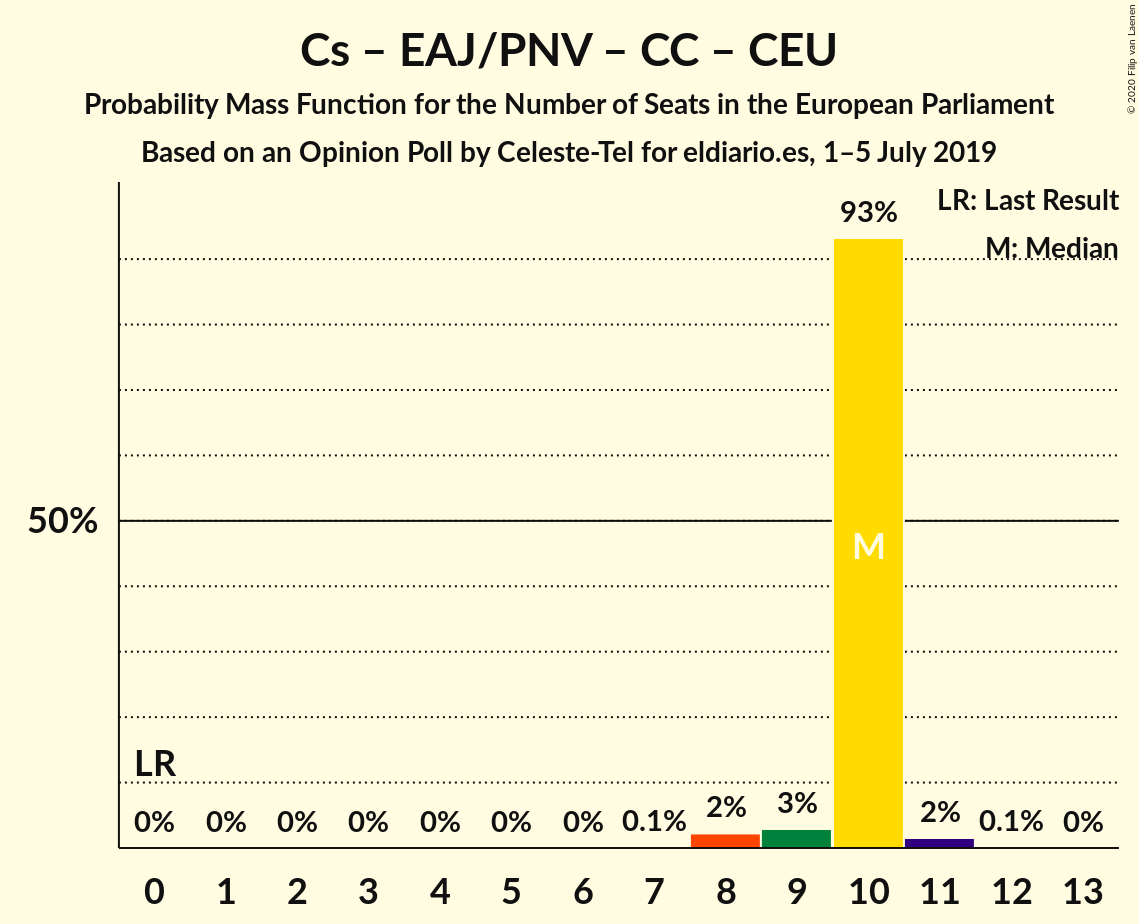 Cs – EAJ/PNV – CC – CEU
Probability Mass Function for the Number of Seats in the European Parliament
Based on an Opinion Poll by Celeste-Tel for eldiario.es, 1–5 July 2019
© 2020 Filip van Laenen
LR: Last Result
M: Median
93%
50%
M
LR
0% 0% 0% 0% 0% 0% 0% 0.1% 2% 3% 2% 0.1% 0%
0 1 2 3 4 5 6 7 8 9 10 11 12 13